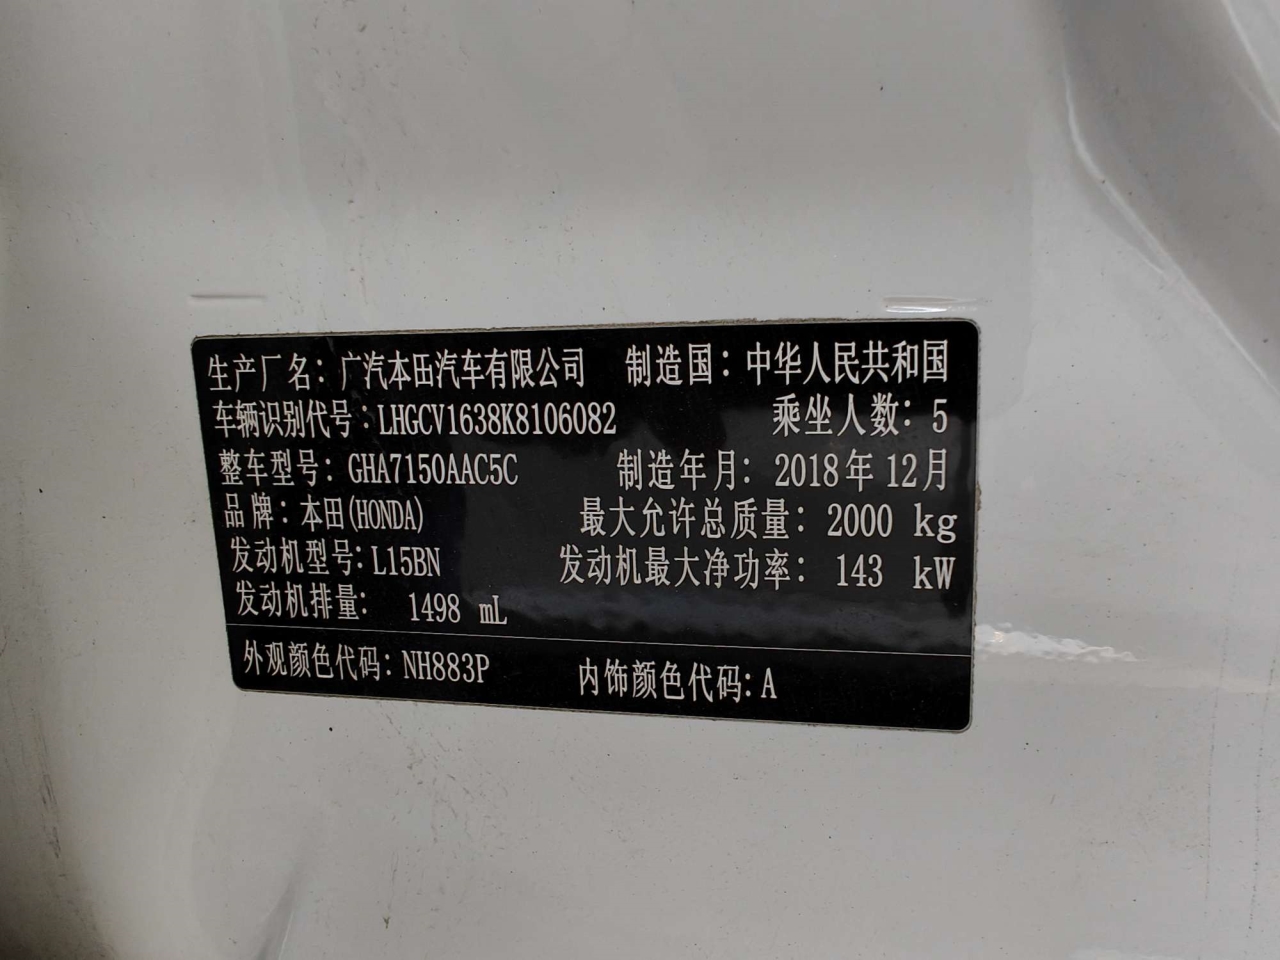 生产厂名：广汽本田汽车有限公司 制造国：中华人民共和国
车辆识别代号：LHGCV1638K8106082 乘坐人数：5
整车型号：GHA7150AAC5C 制造年月：2018年12月
品牌：本田(HONDA) 最大允许总质量：2000 kg
发动机型号：L15BN 发动机最大净功率：143 kW
发动机排量：1498 mL
外观颜色代码：NH883P 内饰颜色代码：A